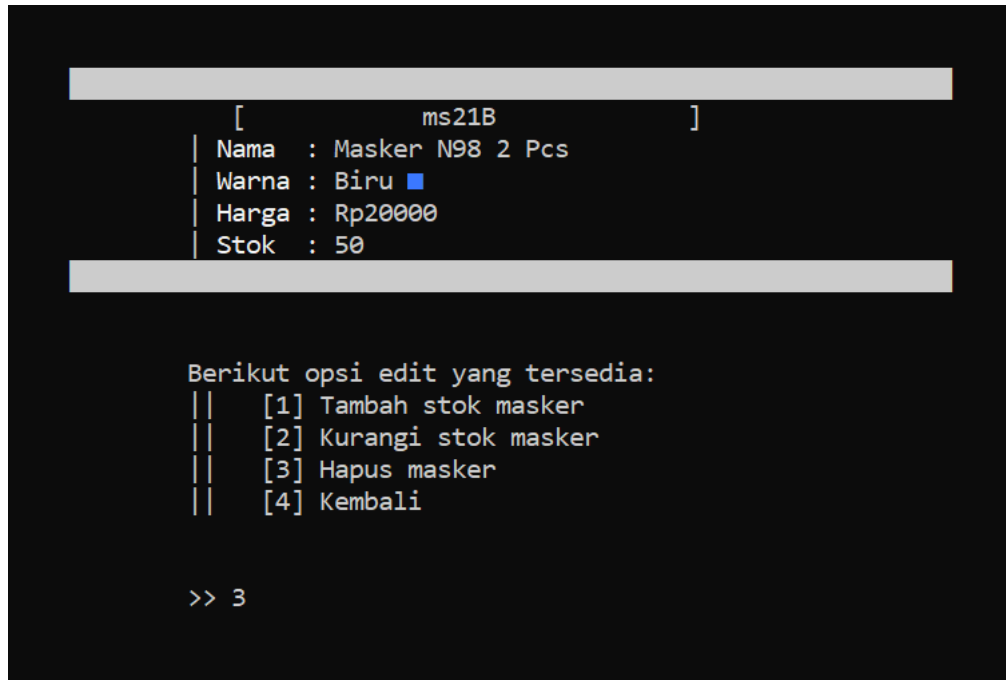 [ ms21B ]
| Nama : Masker N98 2 Pcs
| Warna : Biru
| Harga : Rp20000
| Stok : 50
Berikut opsi edit yang tersedia:
|| [1] Tambah stok masker
|| [2] Kurangi stok masker
|| [3] Hapus masker
|| [4] Kembali
>> 3